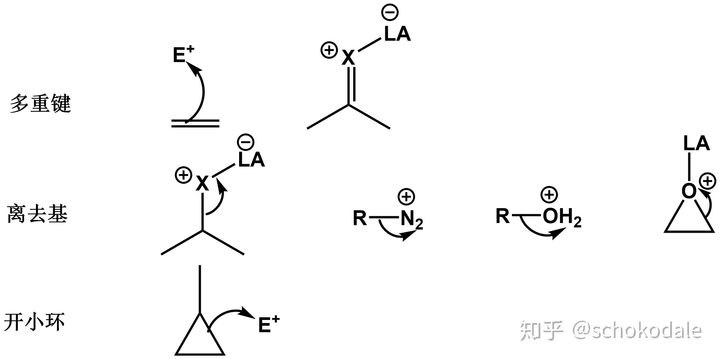 E⁺
⊕ X LA ⊖
多重键
⊕ X LA ⊖
LA
离去基
R N₂ ⊕
R OH₂ ⊕
O ⊕
开小环
E⁺
知乎 @schokodale